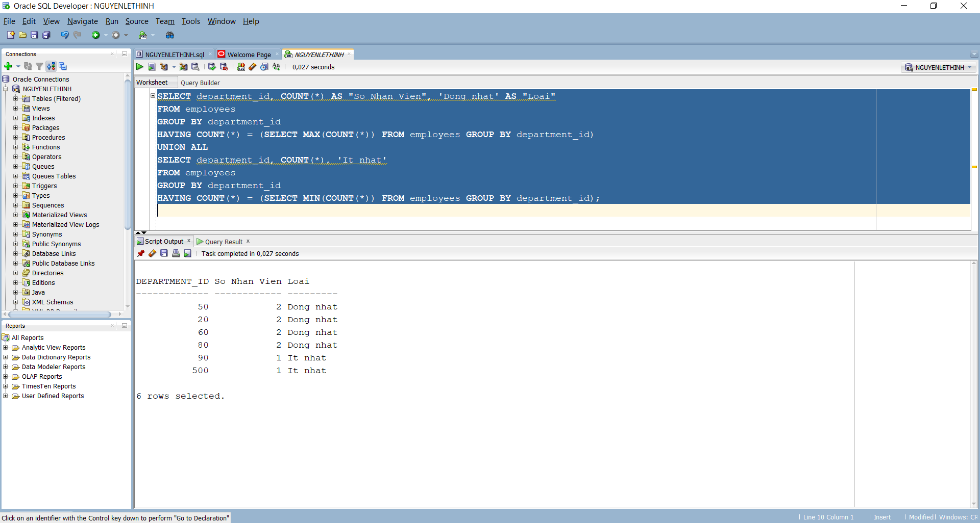 Oracle SQL Developer : NGUYENLETHINH
File Edit View Navigate Run Source Team Tools Window Help
Connections
Oracle Connections
NGUYENLETHINH
Tables (Filtered)
Views
Indexes
Packages
Procedures
Functions
Operators
Queues
Queues Tables
Triggers
Types
Sequences
Materialized Views
Materialized View Logs
Synonyms
Public Synonyms
Database Links
Public Database Links
Directories
Editions
Java
XML Schemas
Reports
All Reports
Analytic View Reports
Data Dictionary Reports
Data Modeler Reports
OLAP Reports
TimesTen Reports
User Defined Reports
NGUYENLETHINH.sql Welcome Page NGUYENLETHINH
0,027 seconds NGUYENLETHINH
Worksheet Query Builder
SELECT department_id, COUNT(*) AS "So Nhan Vien", 'Dong nhat' AS "Loai"
FROM employees
GROUP BY department_id
HAVING COUNT(*) = (SELECT MAX(COUNT(*)) FROM employees GROUP BY department_id)
UNION ALL
SELECT department_id, COUNT(*), 'It nhat'
FROM employees
GROUP BY department_id
HAVING COUNT(*) = (SELECT MIN(COUNT(*)) FROM employees GROUP BY department_id);
Script Output × Query Result ×
Task completed in 0,027 seconds
DEPARTMENT_ID So Nhan Vien Loai
------------- ------------ ---------
50 2 Dong nhat
20 2 Dong nhat
60 2 Dong nhat
80 2 Dong nhat
90 1 It nhat
500 1 It nhat
6 rows selected.
Click on an identifier with the Control key down to perform "Go to Declaration"
Line 10 Column 1 Insert Modified Windows: